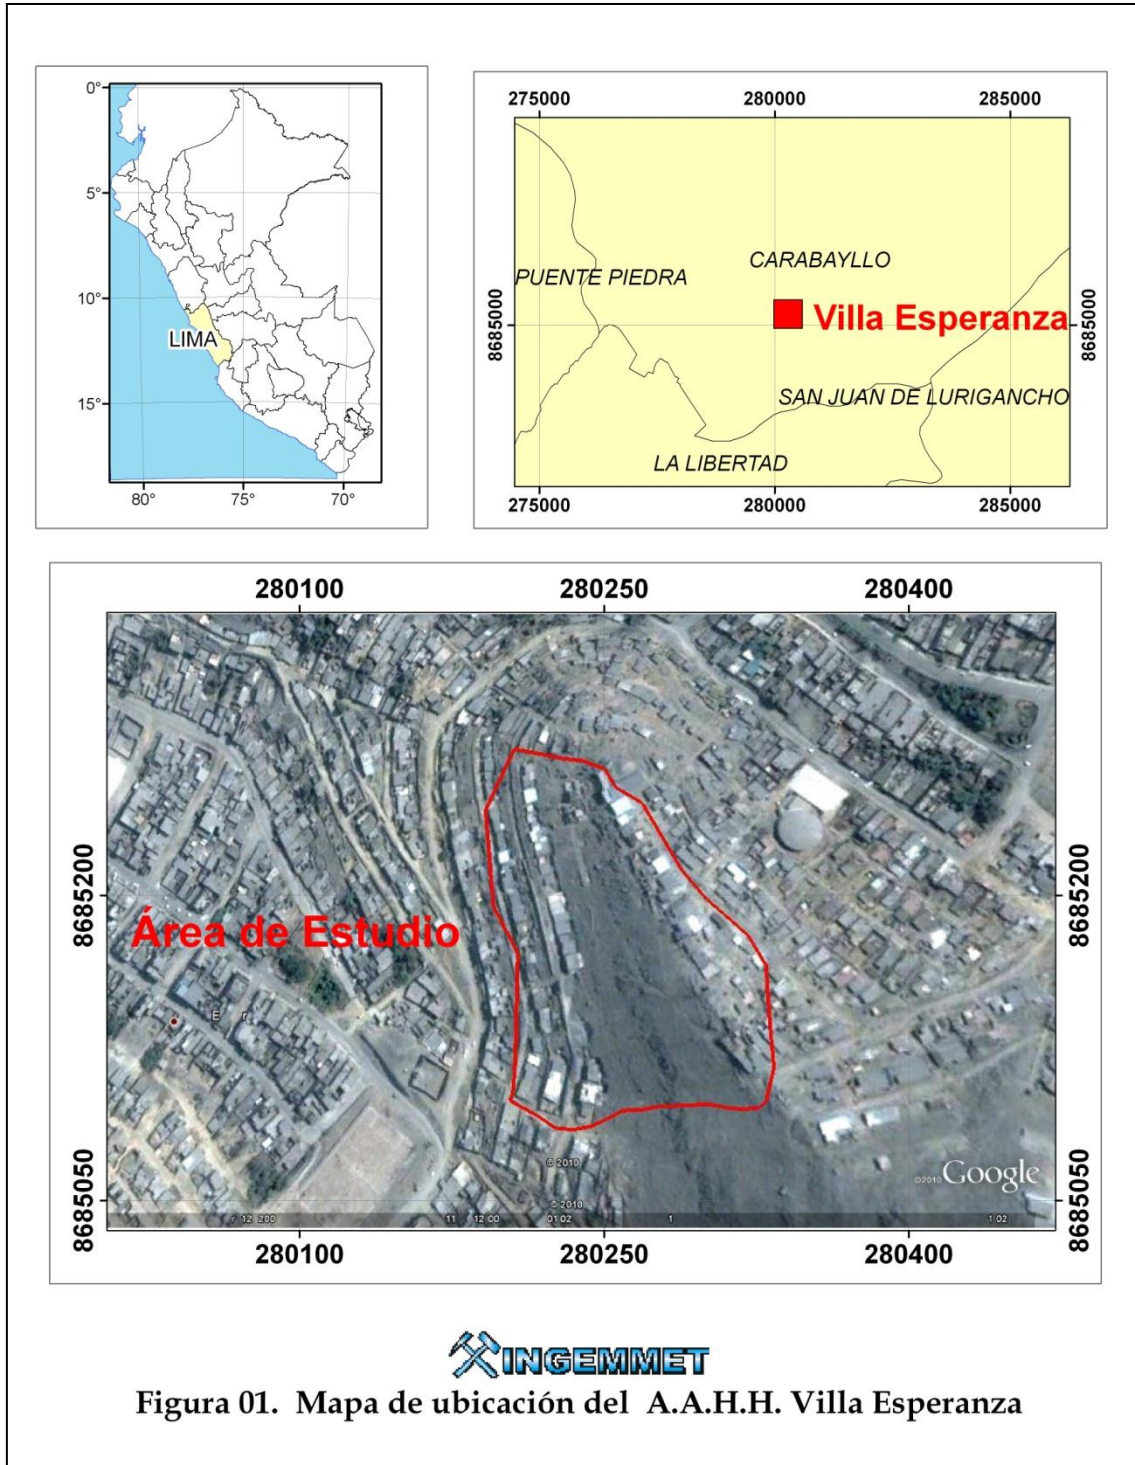 0°
5°
10°
15°
LIMA
80°
75°
70°
275000
280000
285000
CARABAYLLO
PUENTE PIEDRA
8685000
Villa Esperanza
8685000
SAN JUAN DE LURIGANCHO
LA LIBERTAD
275000
280000
285000
280100
280250
280400
8685200
8685200
Área de Estudio
8685050
© 2010
©2010 Google
8685050
© 2010
280100
280250
280400
INGEMMET
Figura 01. Mapa de ubicación del A.A.H.H. Villa Esperanza